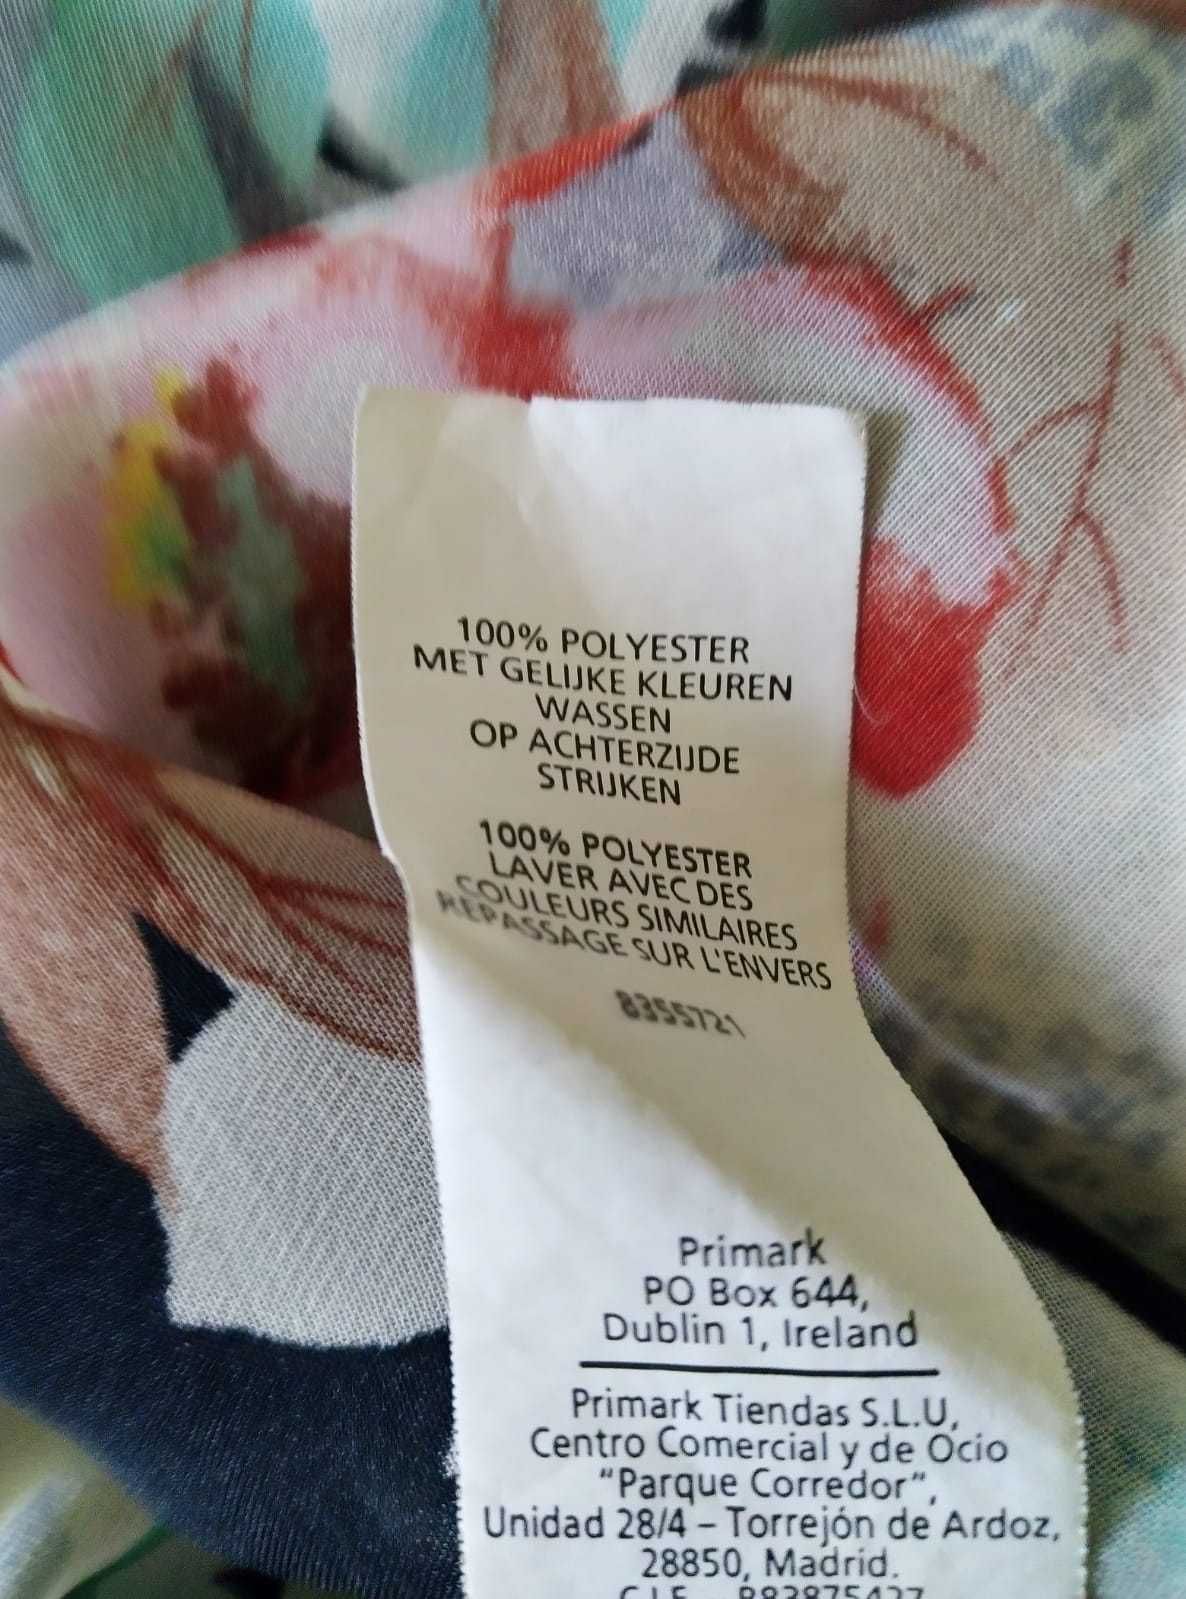 100% POLYESTER
MET GELIJKE KLEUREN
WASSEN
OP ACHTERZIJDE
STRIJKEN
100% POLYESTER
LAVER AVEC DES
COULEURS SIMILAIRES
REPASSAGE SUR L'ENVERS
8355721
Primark
PO Box 644,
Dublin 1, Ireland
Primark Tiendas S.L.U,
Centro Comercial y de Ocio
"Parque Corredor",
Unidad 28/4 – Torrejón de Ardoz,
28850, Madrid.